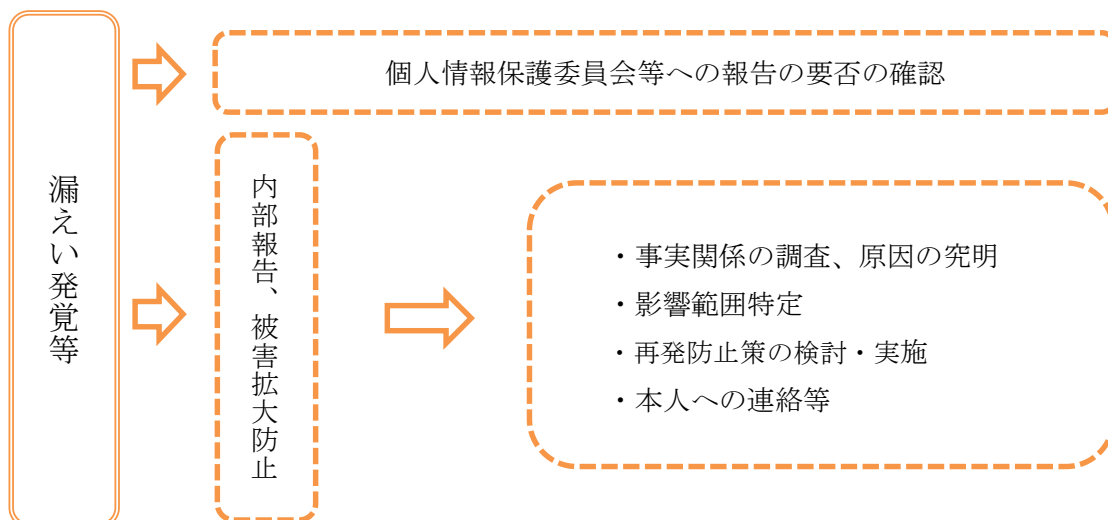 漏えい発覚等
個人情報保護委員会等への報告の要否の確認
内部報告、被害拡大防止
・事実関係の調査、原因の究明
・影響範囲特定
・再発防止策の検討・実施
・本人への連絡等